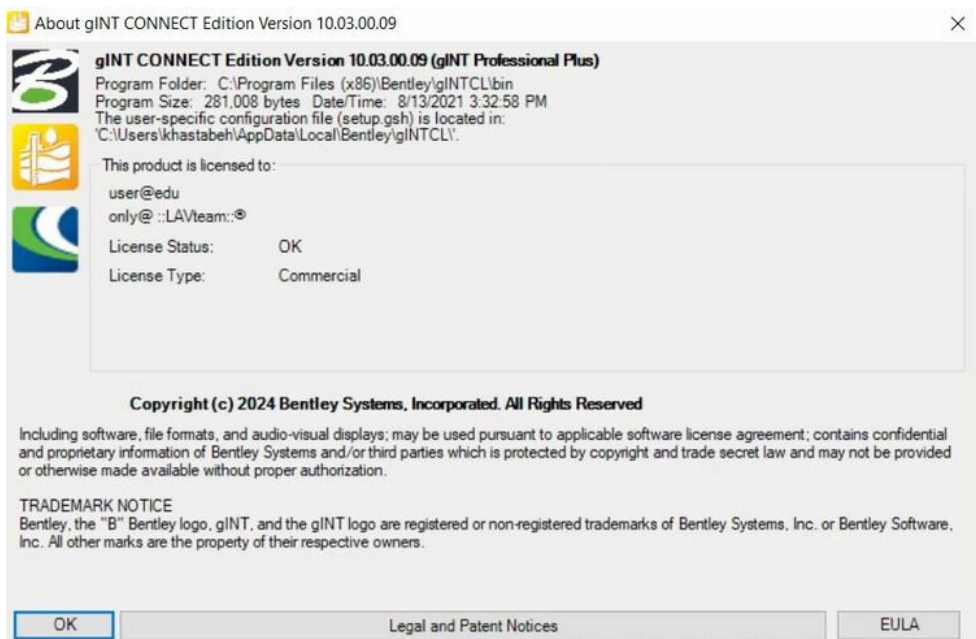 About gINT CONNECT Edition Version 10.03.00.09
gINT CONNECT Edition Version 10.03.00.09 (gINT Professional Plus)
Program Folder: C:\Program Files (x86)\Bentley\gINTCL\bin
Program Size: 281,008 bytes Date/Time: 8/13/2021 3:32:58 PM
The user-specific configuration file (setup.gsh) is located in:
'C:\Users\khastabeh\AppData\Local\Bentley\gINTCL\'.
This product is licensed to:
user@edu
only@ ::LAVteam::®
License Status: OK
License Type: Commercial
Copyright (c) 2024 Bentley Systems, Incorporated. All Rights Reserved
Including software, file formats, and audio-visual displays; may be used pursuant to applicable software license agreement; contains confidential
and proprietary information of Bentley Systems and/or third parties which is protected by copyright and trade secret law and may not be provided
or otherwise made available without proper authorization.
TRADEMARK NOTICE
Bentley, the "B" Bentley logo, gINT, and the gINT logo are registered or non-registered trademarks of Bentley Systems, Inc. or Bentley Software,
Inc. All other marks are the property of their respective owners.
OK
Legal and Patent Notices
EULA